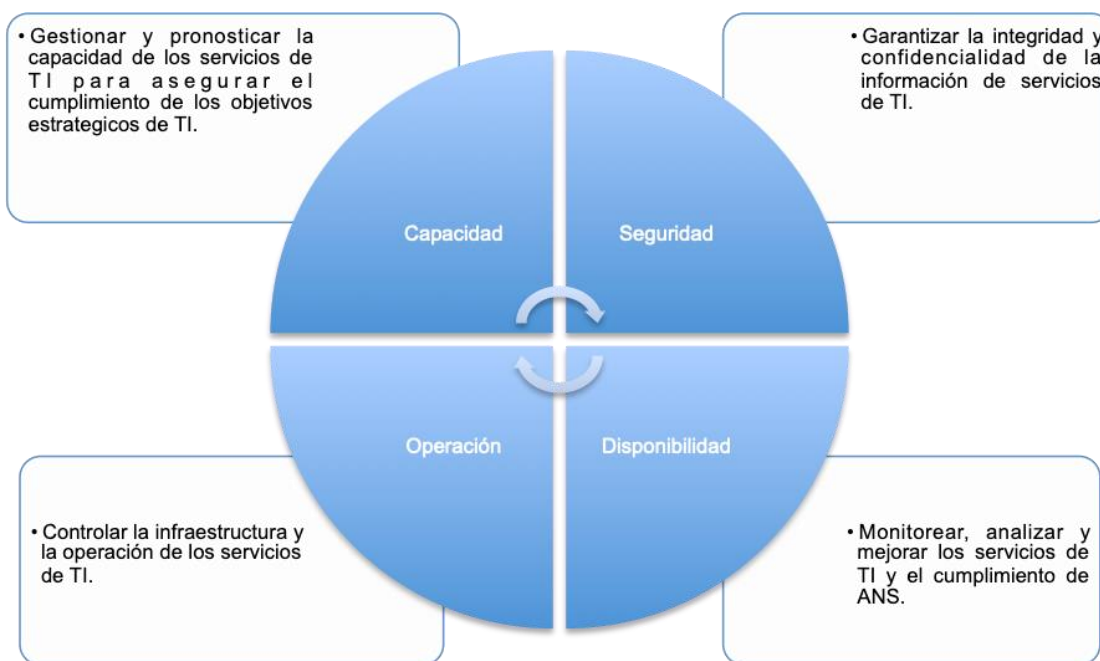 • Gestionar y pronosticar la
capacidad de los servicios de
TI para asegurar el
cumplimiento de los objetivos
estrategicos de TI.
• Garantizar la integridad y
confidencialidad de la
información de servicios
de TI.
Capacidad
Seguridad
Operación
Disponibilidad
• Controlar la infraestructura y
la operación de los servicios
de TI.
• Monitorear, analizar y
mejorar los servicios de
TI y el cumplimiento de
ANS.